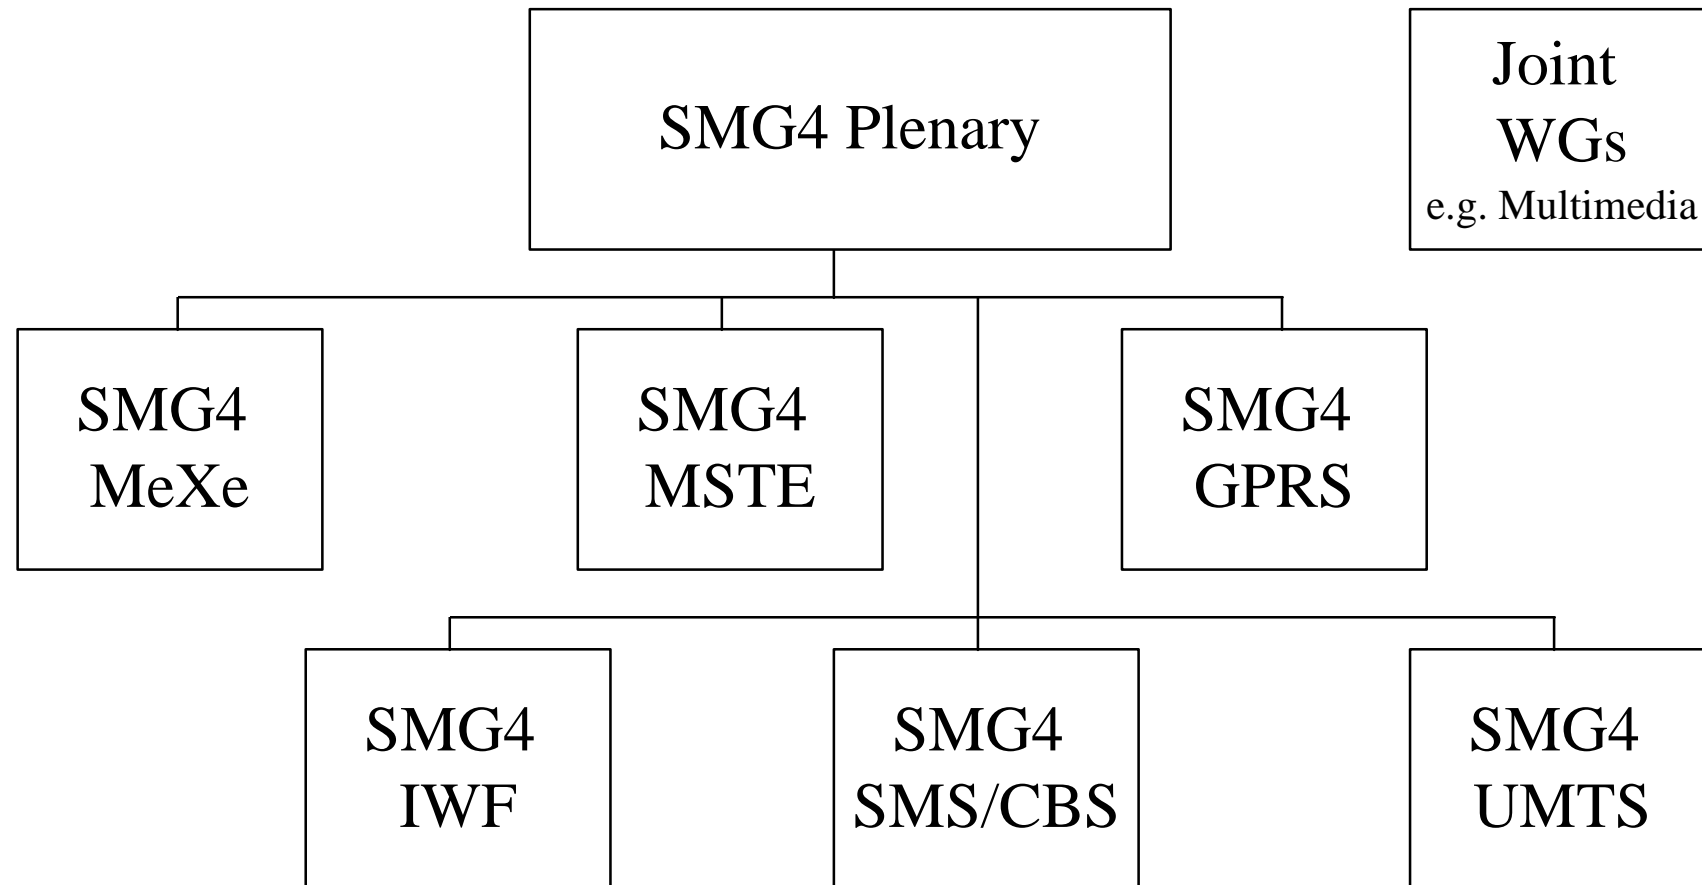 SMG4 Plenary
Joint
WGs
e.g. Multimedia
SMG4
MeXe
SMG4
MSTE
SMG4
GPRS
SMG4
IWF
SMG4
SMS/CBS
SMG4
UMTS